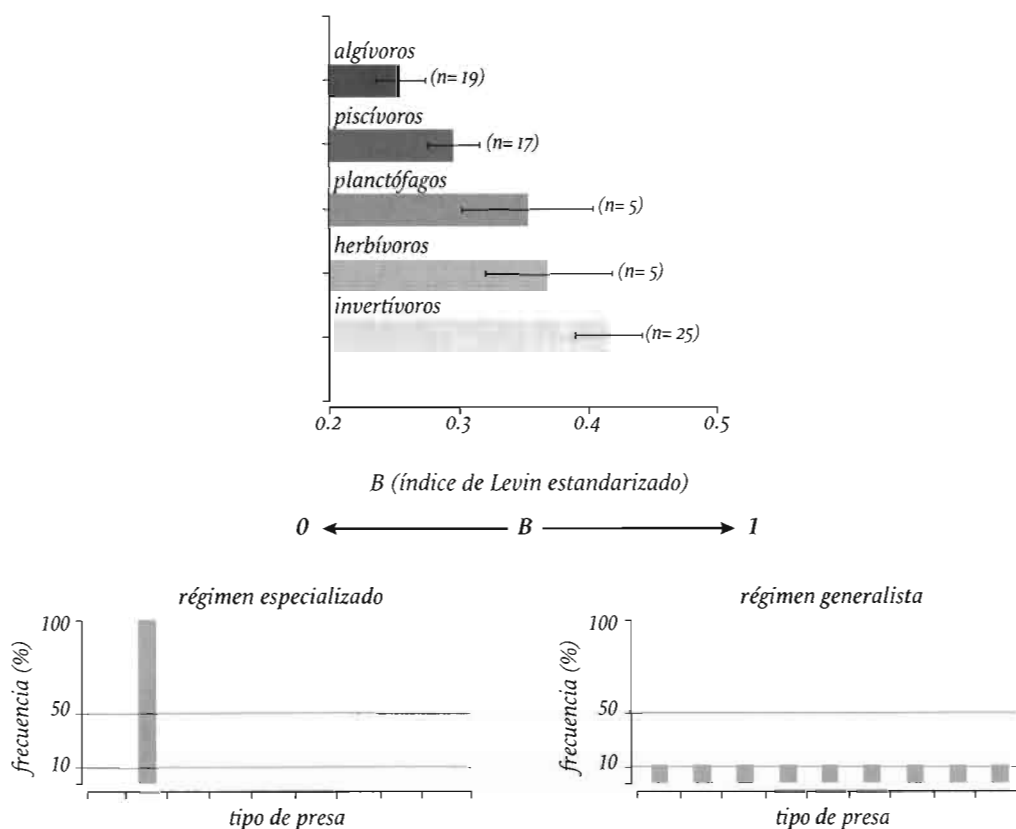 algívoros
(n= 19)
piscívoros
(n= 17)
planctófagos
(n= 5)
herbívoros
(n= 5)
invertívoros
(n= 25)
0.2 0.3 0.4 0.5
B (índice de Levin estandarizado)
0 B 1
régimen especializado
100
50
10
frecuencia (%)
tipo de presa
régimen generalista
100
50
10
frecuencia (%)
tipo de presa